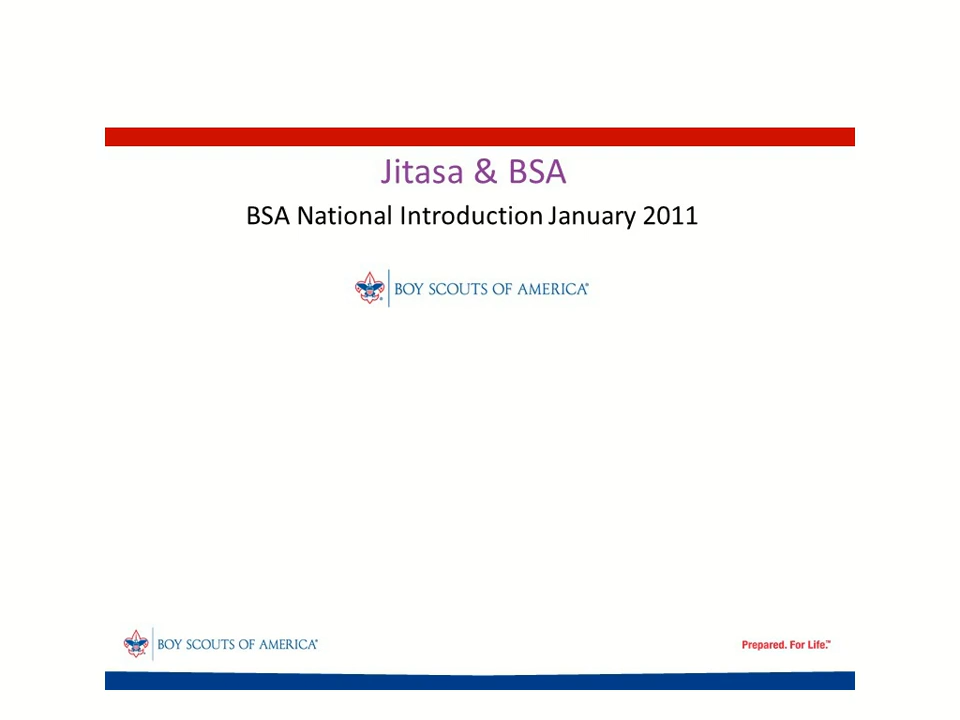 Jitasa & BSA
BSA National Introduction January 2011
BOY SCOUTS OF AMERICA®
BOY SCOUTS OF AMERICA®
Prepared. For Life.™